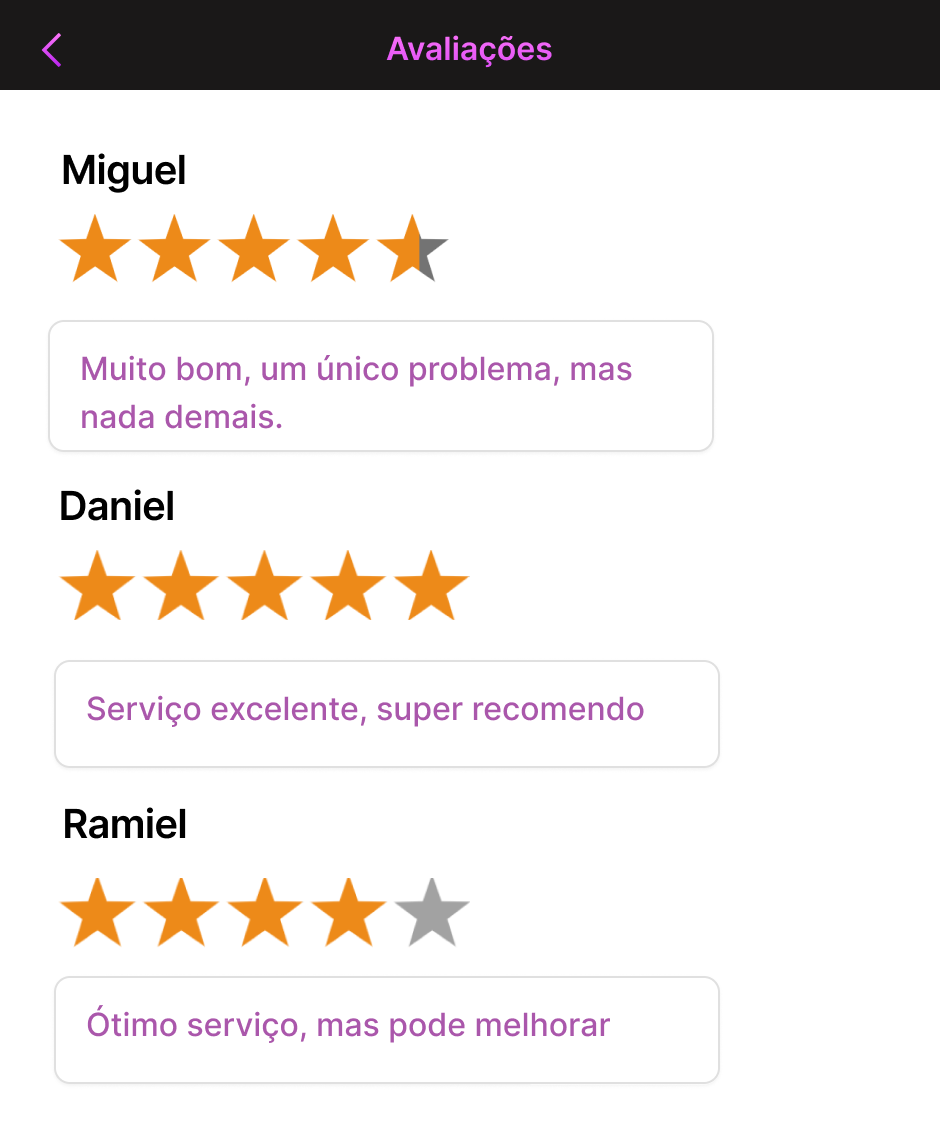 Avaliações
Miguel
Muito bom, um único problema, mas
nada demais.
Daniel
Serviço excelente, super recomendo
Ramiel
Ótimo serviço, mas pode melhorar